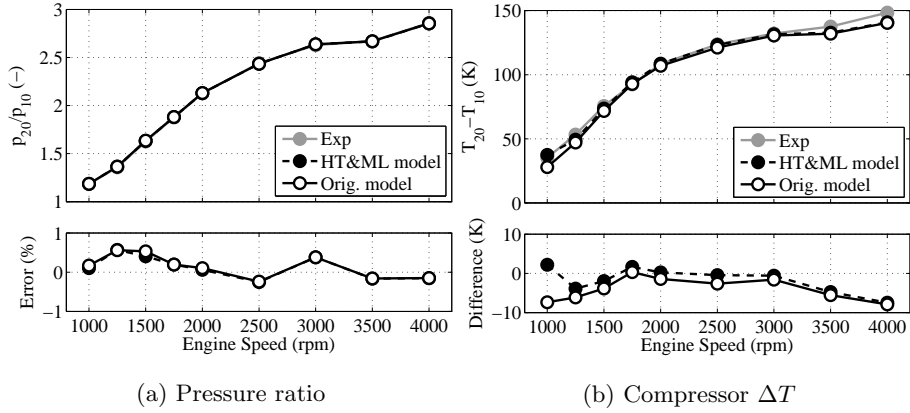 3
2.5
2
1.5
1
p20/p10 (−)
Exp
HT&ML model
Orig. model
1
0
−1
Error (%)
1000 1500 2000 2500 3000 3500 4000
Engine Speed (rpm)
(a) Pressure ratio
150
100
50
0
T20−T10 (K)
Exp
HT&ML model
Orig. model
10
0
−10
Difference (K)
1000 1500 2000 2500 3000 3500 4000
Engine Speed (rpm)
(b) Compressor ΔT